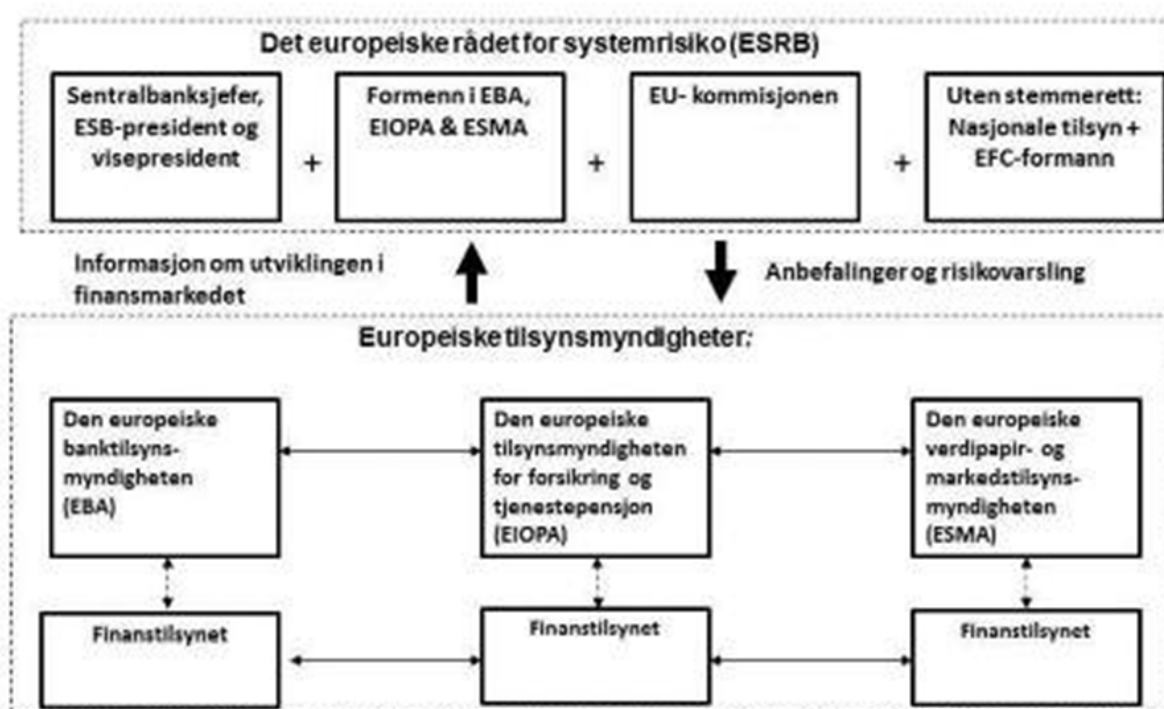 Det europeiske rådet for systemrisiko (ESRB)
Sentralbanksjefer,
ESB-president og
visepresident
+
Formenn i EBA,
EIOPA & ESMA
+
EU- kommisjonen
+
Uten stemmerett:
Nasjonale tilsyn +
EFC-formann
Informasjon om utviklingen i
finansmarkedet
Anbefalinger og risikovarsling
Europeiske tilsynsmyndigheter:
Den europeiske
banktilsyns-
myndigheten
(EBA)
Den europeiske
tilsynsmyndigheten
for forsikring og
tjenestepensjon
(EIOPA)
Den europeiske
verdipapir- og
markedstilsyns-
myndigheten
(ESMA)
Finanstilsynet
Finanstilsynet
Finanstilsynet